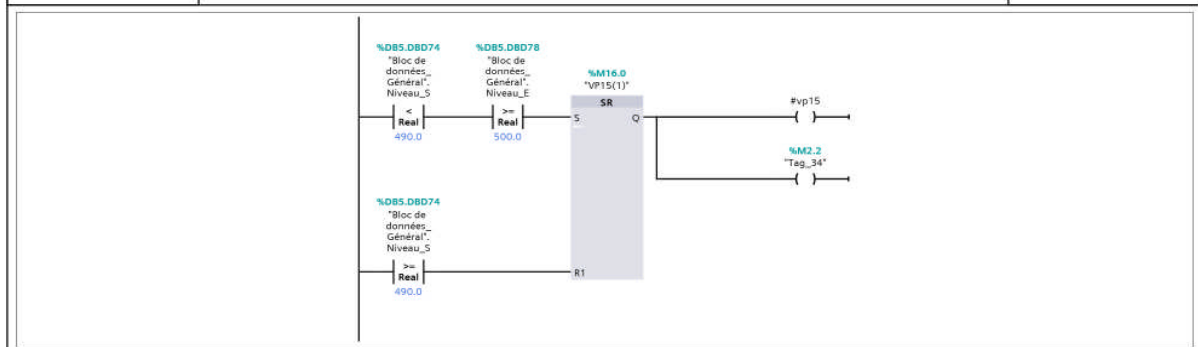 %DB5.DBD74
"Bloc de
données_
Général".
Niveau_S
<
Real
490.0
%DB5.DBD78
"Bloc de
données_
Général".
Niveau_E
>=
Real
500.0
%M16.0
"VP15(1)"
SR
S
Q
#vp15
%M2.2
"Tag_34"
%DB5.DBD74
"Bloc de
données_
Général".
Niveau_S
>=
Real
490.0
R1